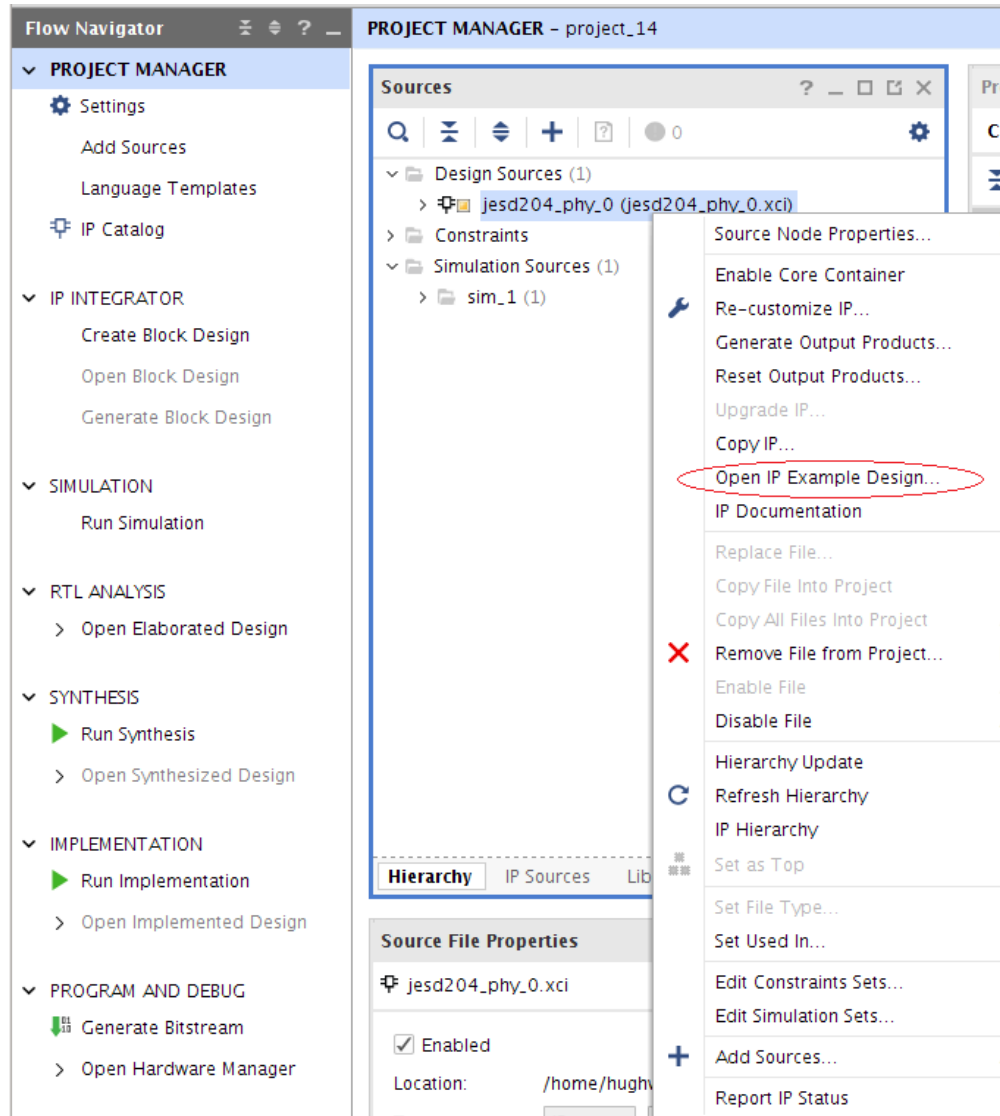 Flow Navigator ? _
PROJECT MANAGER
Settings
Add Sources
Language Templates
IP Catalog
IP INTEGRATOR
Create Block Design
Open Block Design
Generate Block Design
SIMULATION
Run Simulation
RTL ANALYSIS
Open Elaborated Design
SYNTHESIS
Run Synthesis
Open Synthesized Design
IMPLEMENTATION
Run Implementation
Open Implemented Design
PROGRAM AND DEBUG
Generate Bitstream
Open Hardware Manager
PROJECT MANAGER - project_14
Sources ? _
? 0
Design Sources (1)
jesd204_phy_0 (jesd204_phy_0.xci)
Constraints
Simulation Sources (1)
sim_1 (1)
Hierarchy IP Sources Lib
Source File Properties
jesd204_phy_0.xci
Enabled
Location: /home/hugh
Source Node Properties...
Enable Core Container
Re-customize IP...
Generate Output Products...
Reset Output Products...
Upgrade IP...
Copy IP...
Open IP Example Design...
IP Documentation
Replace File...
Copy File Into Project
Copy All Files Into Project
Remove File from Project...
Enable File
Disable File
Hierarchy Update
Refresh Hierarchy
IP Hierarchy
Set as Top
Set File Type...
Set Used In...
Edit Constraints Sets...
Edit Simulation Sets...
Add Sources...
Report IP Status
Pr
C